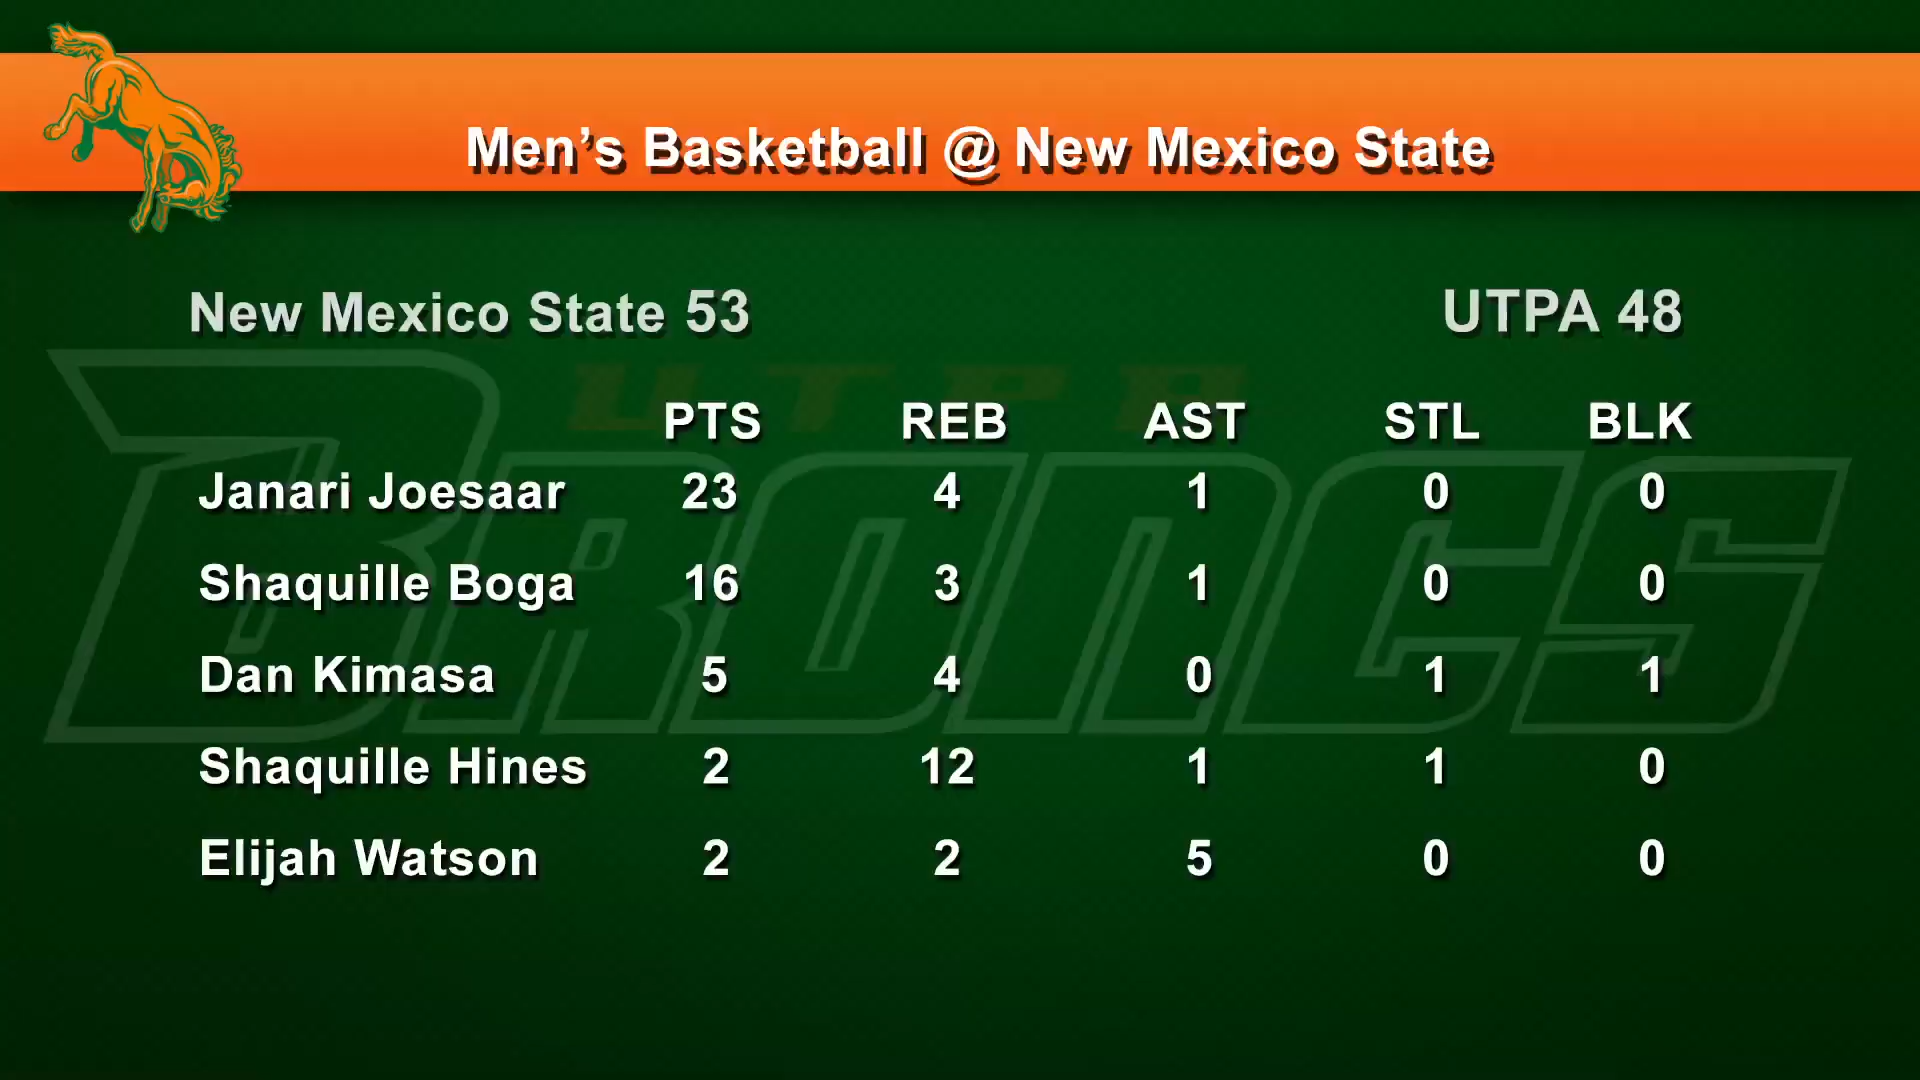 Men’s Basketball @ New Mexico State
New Mexico State 53 UTPA 48
UTPA
PTS REB AST STL BLK
BRONCS
Janari Joesaar 23 4 1 0 0
Shaquille Boga 16 3 1 0 0
Dan Kimasa 5 4 0 1 1
Shaquille Hines 2 12 1 1 0
Elijah Watson 2 2 5 0 0